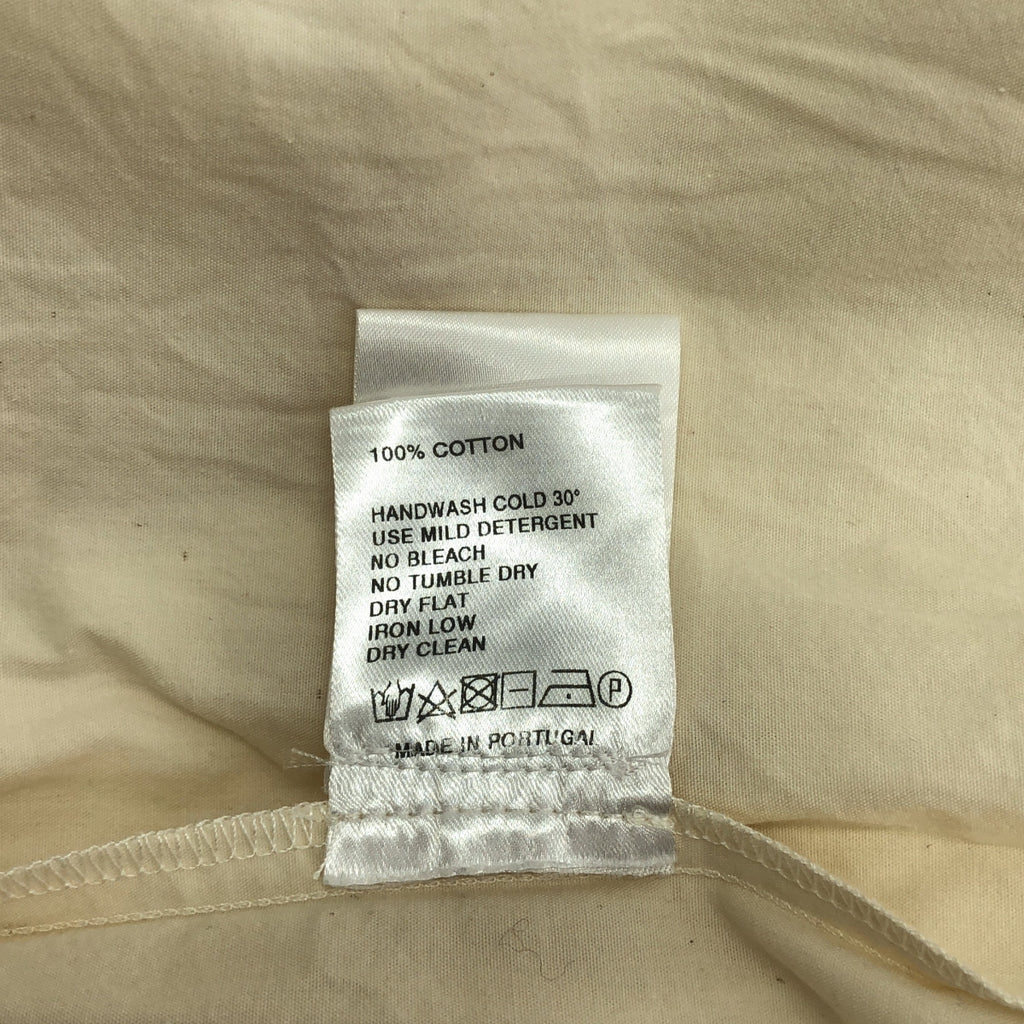 100% COTTON
HANDWASH COLD 30°
USE MILD DETERGENT
NO BLEACH
NO TUMBLE DRY
DRY FLAT
IRON LOW
DRY CLEAN
P
MADE IN PORTUGAL